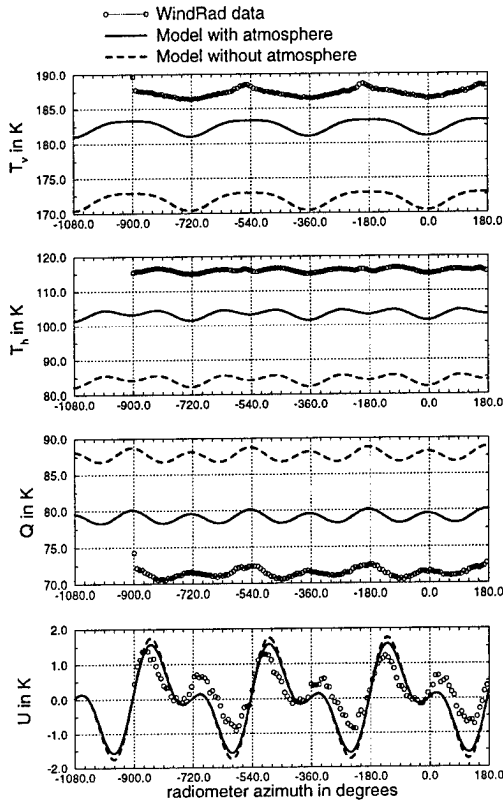 WindRad data
Model with atmosphere
Model without atmosphere
190.0
185.0
180.0
175.0
170.0
T_v in K
-1080.0 -900.0 -720.0 -540.0 -360.0 -180.0 0.0 180.0
120.0
110.0
100.0
90.0
80.0
T_h in K
-1080.0 -900.0 -720.0 -540.0 -360.0 -180.0 0.0 180.0
90.0
85.0
80.0
75.0
70.0
Q in K
-1080.0 -900.0 -720.0 -540.0 -360.0 -180.0 0.0 180.0
2.0
1.0
0.0
-1.0
-2.0
U in K
-1080.0 -900.0 -720.0 -540.0 -360.0 -180.0 0.0 180.0
radiometer azimuth in degrees